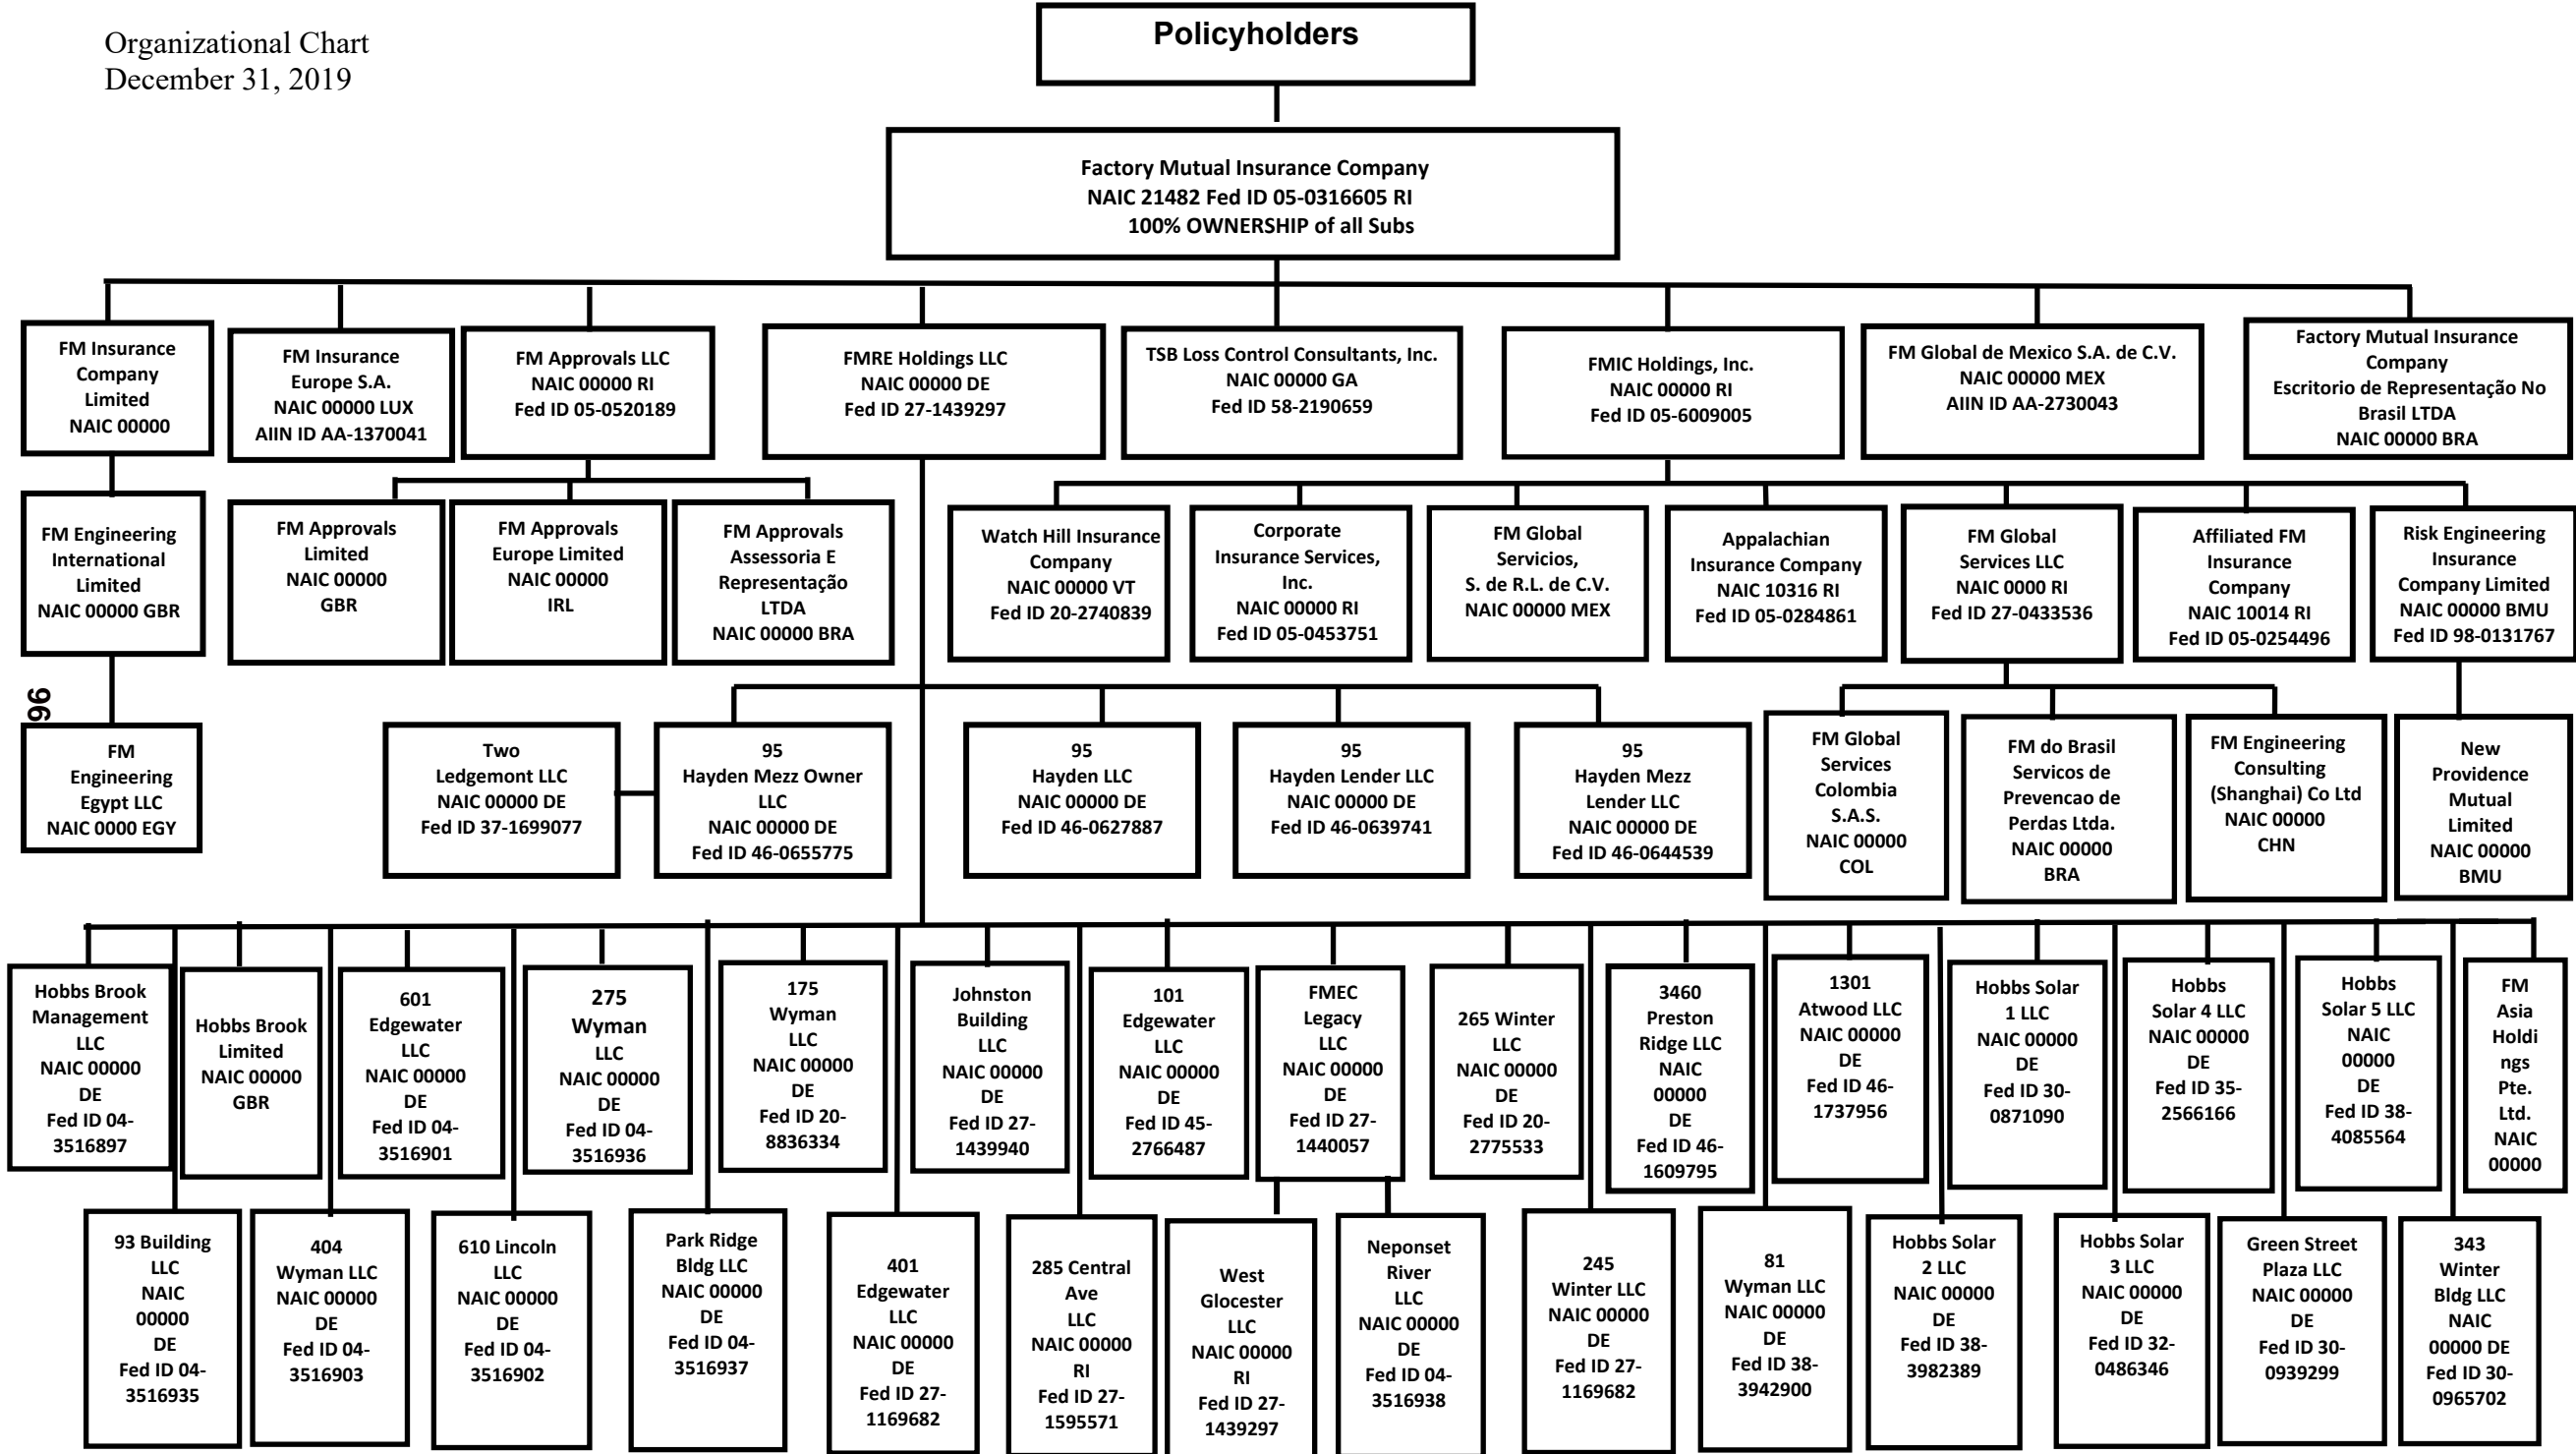 Organizational Chart
December 31, 2019
Policyholders
Factory Mutual Insurance Company
NAIC 21482 Fed ID 05-0316605 RI
100% OWNERSHIP of all Subs
FM Insurance
Company
Limited
NAIC 00000
FM Insurance
Europe S.A.
NAIC 00000 LUX
AIIN ID AA-1370041
FM Approvals LLC
NAIC 00000 RI
Fed ID 05-0520189
FMRE Holdings LLC
NAIC 00000 DE
Fed ID 27-1439297
TSB Loss Control Consultants, Inc.
NAIC 00000 GA
Fed ID 58-2190659
FMIC Holdings, Inc.
NAIC 00000 RI
Fed ID 05-6009005
FM Global de Mexico S.A. de C.V.
NAIC 00000 MEX
AIIN ID AA-2730043
Factory Mutual Insurance
Company
Escritorio de Representação No
Brasil LTDA
NAIC 00000 BRA
FM Engineering
International
Limited
NAIC 00000 GBR
FM Approvals
Limited
NAIC 00000
GBR
FM Approvals
Europe Limited
NAIC 00000
IRL
FM Approvals
Assessoria E
Representação
LTDA
NAIC 00000 BRA
Watch Hill Insurance
Company
NAIC 00000 VT
Fed ID 20-2740839
Corporate
Insurance Services,
Inc.
NAIC 00000 RI
Fed ID 05-0453751
FM Global
Servicios,
S. de R.L. de C.V.
NAIC 00000 MEX
Appalachian
Insurance Company
NAIC 10316 RI
Fed ID 05-0284861
FM Global
Services LLC
NAIC 0000 RI
Fed ID 27-0433536
Affiliated FM
Insurance
Company
NAIC 10014 RI
Fed ID 05-0254496
Risk Engineering
Insurance
Company Limited
NAIC 00000 BMU
Fed ID 98-0131767
96
FM
Engineering
Egypt LLC
NAIC 0000 EGY
Two
Ledgemont LLC
NAIC 00000 DE
Fed ID 37-1699077
95
Hayden Mezz Owner
LLC
NAIC 00000 DE
Fed ID 46-0655775
95
Hayden LLC
NAIC 00000 DE
Fed ID 46-0627887
95
Hayden Lender LLC
NAIC 00000 DE
Fed ID 46-0639741
95
Hayden Mezz
Lender LLC
NAIC 00000 DE
Fed ID 46-0644539
FM Global
Services
Colombia
S.A.S.
NAIC 00000
COL
FM do Brasil
Servicos de
Prevencao de
Perdas Ltda.
NAIC 00000
BRA
FM Engineering
Consulting
(Shanghai) Co Ltd
NAIC 00000
CHN
New
Providence
Mutual
Limited
NAIC 00000
BMU
Hobbs Brook
Management
LLC
NAIC 00000
DE
Fed ID 04-
3516897
Hobbs Brook
Limited
NAIC 00000
GBR
601
Edgewater
LLC
NAIC 00000
DE
Fed ID 04-
3516901
275
Wyman
LLC
NAIC 00000
DE
Fed ID 04-
3516936
175
Wyman
LLC
NAIC 00000
DE
Fed ID 20-
8836334
Johnston
Building
LLC
NAIC 00000
DE
Fed ID 27-
1439940
101
Edgewater
LLC
NAIC 00000
DE
Fed ID 45-
2766487
FMEC
Legacy
LLC
NAIC 00000
DE
Fed ID 27-
1440057
265 Winter
LLC
NAIC 00000
DE
Fed ID 20-
2775533
3460
Preston
Ridge LLC
NAIC
00000
DE
Fed ID 46-
1609795
1301
Atwood LLC
NAIC 00000
DE
Fed ID 46-
1737956
Hobbs Solar
1 LLC
NAIC 00000
DE
Fed ID 30-
0871090
Hobbs
Solar 4 LLC
NAIC 00000
DE
Fed ID 35-
2566166
Hobbs
Solar 5 LLC
NAIC
00000
DE
Fed ID 38-
4085564
FM
Asia
Holdi
ngs
Pte.
Ltd.
NAIC
00000
93 Building
LLC
NAIC
00000
DE
Fed ID 04-
3516935
404
Wyman LLC
NAIC 00000
DE
Fed ID 04-
3516903
610 Lincoln
LLC
NAIC 00000
DE
Fed ID 04-
3516902
Park Ridge
Bldg LLC
NAIC 00000
DE
Fed ID 04-
3516937
401
Edgewater
LLC
NAIC 00000
DE
Fed ID 27-
1169682
285 Central
Ave
LLC
NAIC 00000
RI
Fed ID 27-
1595571
West
Glocester
LLC
NAIC 00000
RI
Fed ID 27-
1439297
Neponset
River
LLC
NAIC 00000
DE
Fed ID 04-
3516938
245
Winter LLC
NAIC 00000
DE
Fed ID 27-
1169682
81
Wyman LLC
NAIC 00000
DE
Fed ID 38-
3942900
Hobbs Solar
2 LLC
NAIC 00000
DE
Fed ID 38-
3982389
Hobbs Solar
3 LLC
NAIC 00000
DE
Fed ID 32-
0486346
Green Street
Plaza LLC
NAIC 00000
DE
Fed ID 30-
0939299
343
Winter
Bldg LLC
NAIC
00000 DE
Fed ID 30-
0965702